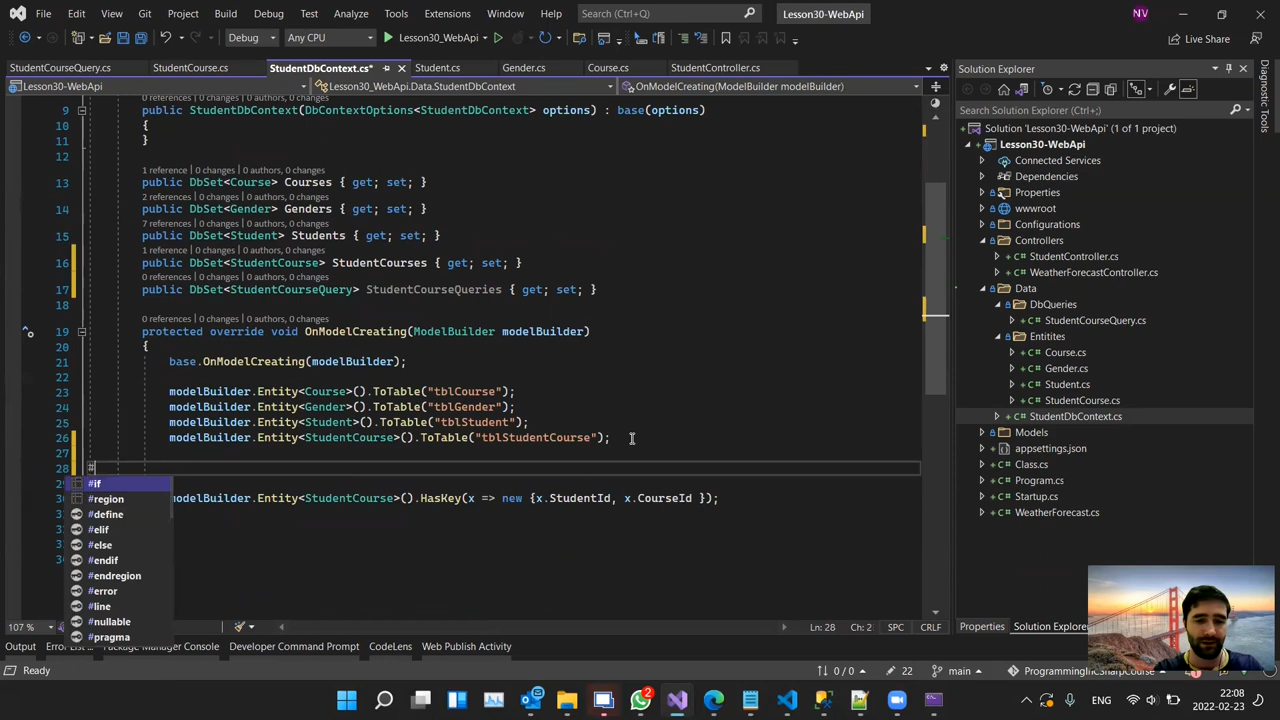 File Edit View Git Project Build Debug Test Analyze Tools Extensions Window Help Search (Ctrl+Q) Lesson30-WebApi NV
Debug Any CPU Lesson30_WebApi Live Share
StudentCourseQuery.cs StudentCourse.cs StudentDbContext.cs* Student.cs Gender.cs Course.cs StudentController.cs
Lesson30-WebApi Lesson30_WebApi.Data.StudentDbContext OnModelCreating(ModelBuilder modelBuilder)
0 references | 0 changes | 0 authors, 0 changes
9 public StudentDbContext(DbContextOptions<StudentDbContext> options) : base(options)
10 {
11 }
12
1 reference | 0 changes | 0 authors, 0 changes
13 public DbSet<Course> Courses { get; set; }
2 references | 0 changes | 0 authors, 0 changes
14 public DbSet<Gender> Genders { get; set; }
7 references | 0 changes | 0 authors, 0 changes
15 public DbSet<Student> Students { get; set; }
1 reference | 0 changes | 0 authors, 0 changes
16 public DbSet<StudentCourse> StudentCourses { get; set; }
0 references | 0 changes | 0 authors, 0 changes
17 public DbSet<StudentCourseQuery> StudentCourseQueries { get; set; }
18
0 references | 0 changes | 0 authors, 0 changes
19 protected override void OnModelCreating(ModelBuilder modelBuilder)
20 {
21 base.OnModelCreating(modelBuilder);
22
23 modelBuilder.Entity<Course>().ToTable("tblCourse");
24 modelBuilder.Entity<Gender>().ToTable("tblGender");
25 modelBuilder.Entity<Student>().ToTable("tblStudent");
26 modelBuilder.Entity<StudentCourse>().ToTable("tblStudentCourse");
27
28 #
#if
#region
odelBuilder.Entity<StudentCourse>().HasKey(x => new {x.StudentId, x.CourseId });
#define
#elif
#else
#endif
#endregion
#error
#line
#nullable
#pragma
107 % Ln: 28 Ch: 2 SPC CRLF
Output Package Manager Console Developer Command Prompt CodeLens Web Publish Activity
Ready 0 / 0 22 main ProgrammingInCSharpCourse
Solution Explorer
Search Solution Explorer (Ctrl+;)
Solution 'Lesson30-WebApi' (1 of 1 project)
Lesson30-WebApi
Connected Services
Dependencies
Properties
wwwroot
Configurations
Controllers
StudentController.cs
WeatherForecastController.cs
Data
DbQueries
StudentCourseQuery.cs
Entitites
Course.cs
Gender.cs
Student.cs
StudentCourse.cs
StudentDbContext.cs
Models
appsettings.json
Class.cs
Program.cs
Startup.cs
WeatherForecast.cs
Properties Solution Explorer
Diagnostic Tools
2 ENG 22:08
2022-02-23